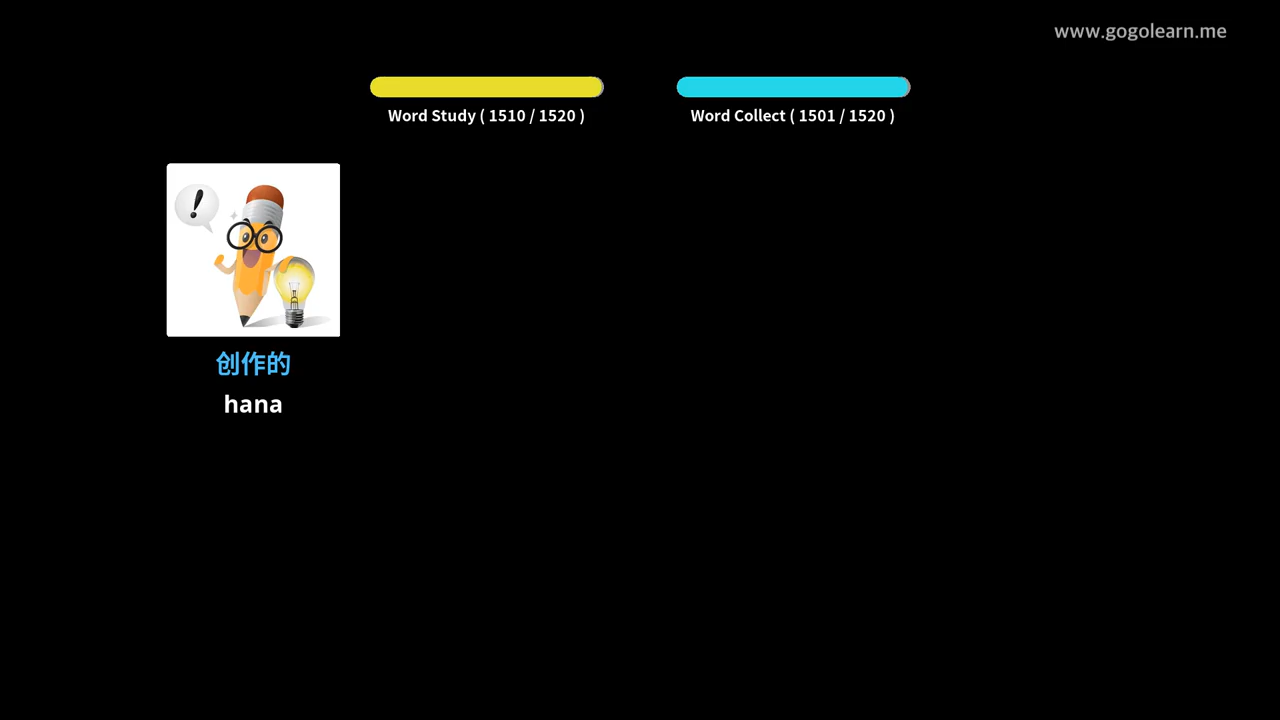 www.gogolearn.me
Word Study ( 1510 / 1520 )
Word Collect ( 1501 / 1520 )
!
创作的
hana